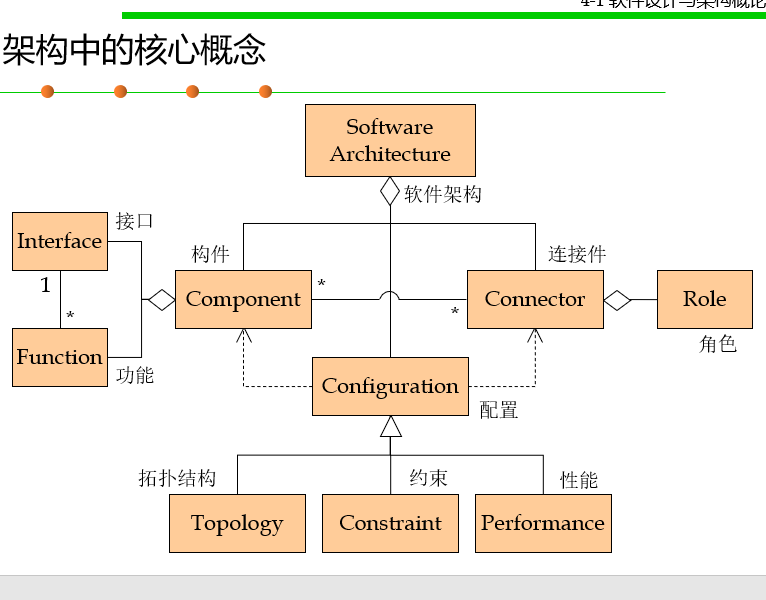 4-1 软件设计与架构概论
架构中的核心概念
Software
Architecture
软件架构
接口
Interface
构件
连接件
1
*
Component
*
*
Connector
Role
角色
Function
功能
Configuration
配置
拓扑结构
约束
性能
Topology
Constraint
Performance